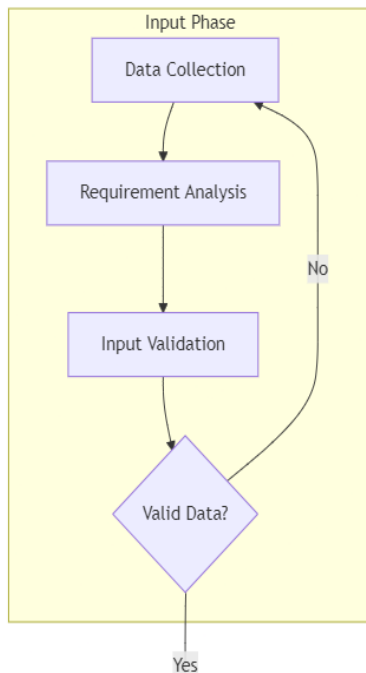 Input Phase
Data Collection
Requirement Analysis
No
Input Validation
Valid Data?
Yes